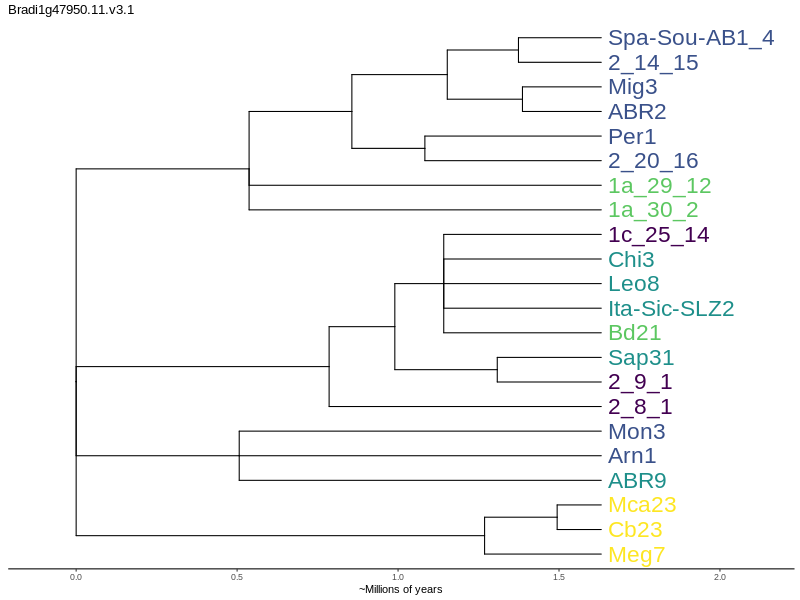 Bradi1g47950.11.v3.1
Spa-Sou-AB1_4
2_14_15
Mig3
ABR2
Per1
2_20_16
1a_29_12
1a_30_2
1c_25_14
Chi3
Leo8
Ita-Sic-SLZ2
Bd21
Sap31
2_9_1
2_8_1
Mon3
Arn1
ABR9
Mca23
Cb23
Meg7
0.0 0.5 1.0 1.5 2.0
~Millions of years